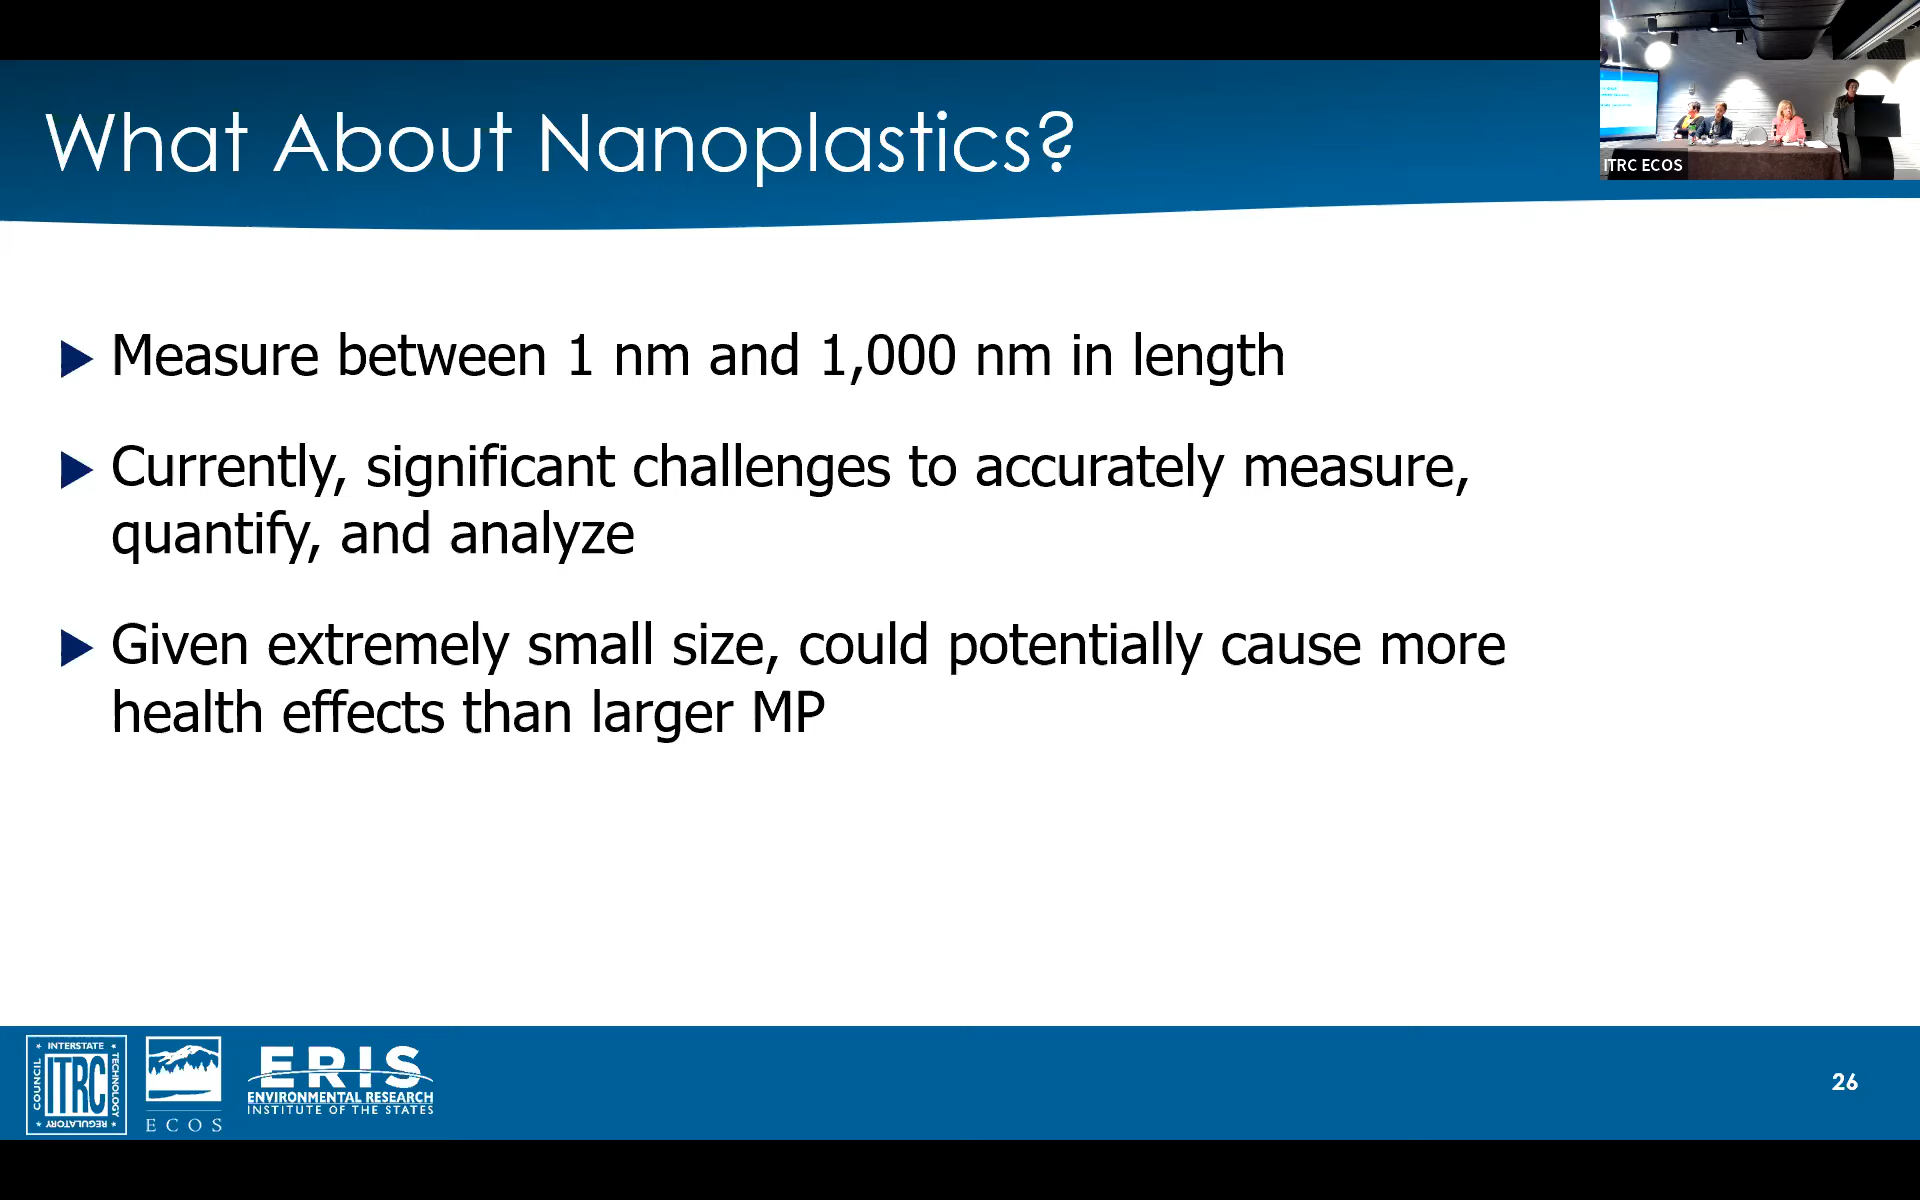 What About Nanoplastics?
ITRC ECOS
Measure between 1 nm and 1,000 nm in length
Currently, significant challenges to accurately measure,
quantify, and analyze
Given extremely small size, could potentially cause more
health effects than larger MP
INTERSTATE
TECHNOLOGY
REGULATORY
COUNCIL
ITRC
ECOS
ERIS
ENVIRONMENTAL RESEARCH
INSTITUTE OF THE STATES
26